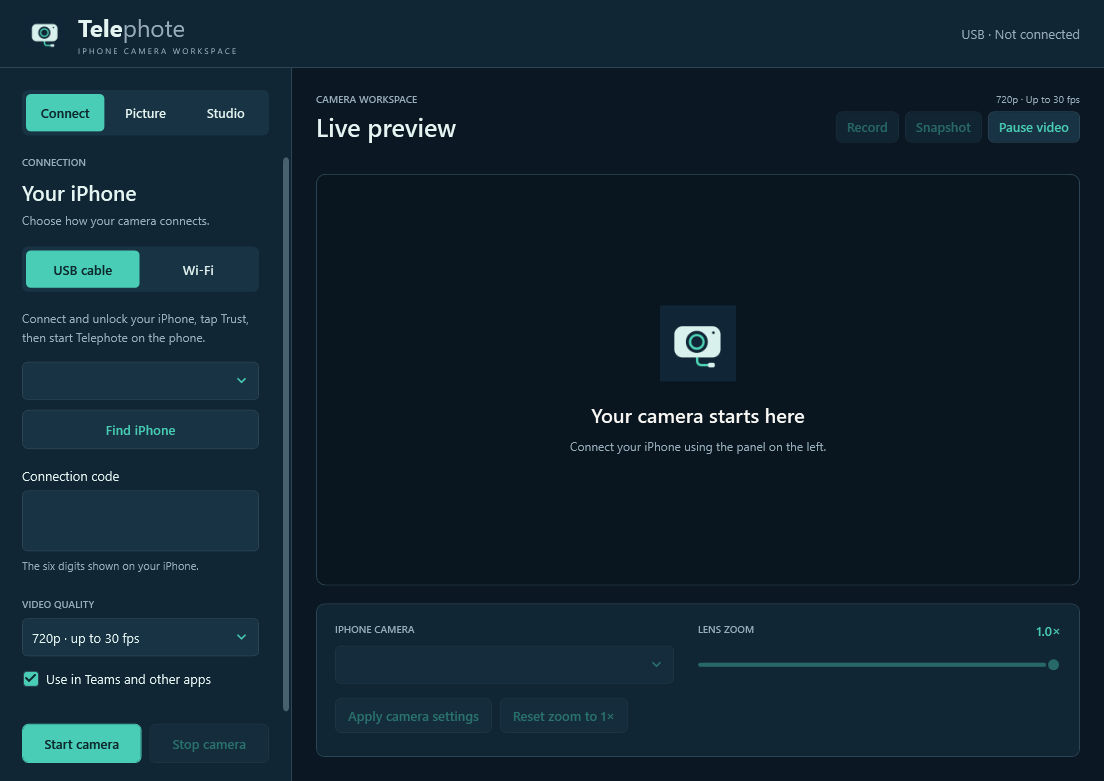 Telephote
IPHONE CAMERA WORKSPACE
USB · Not connected
Connect
Picture
Studio
CONNECTION
Your iPhone
Choose how your camera connects.
USB cable
Wi-Fi
Connect and unlock your iPhone, tap Trust,
then start Telephote on the phone.
Find iPhone
Connection code
The six digits shown on your iPhone.
VIDEO QUALITY
720p · up to 30 fps
Use in Teams and other apps
Start camera
Stop camera
CAMERA WORKSPACE
Live preview
720p · Up to 30 fps
Record
Snapshot
Pause video
Your camera starts here
Connect your iPhone using the panel on the left.
IPHONE CAMERA
Apply camera settings
Reset zoom to 1×
LENS ZOOM
1.0×